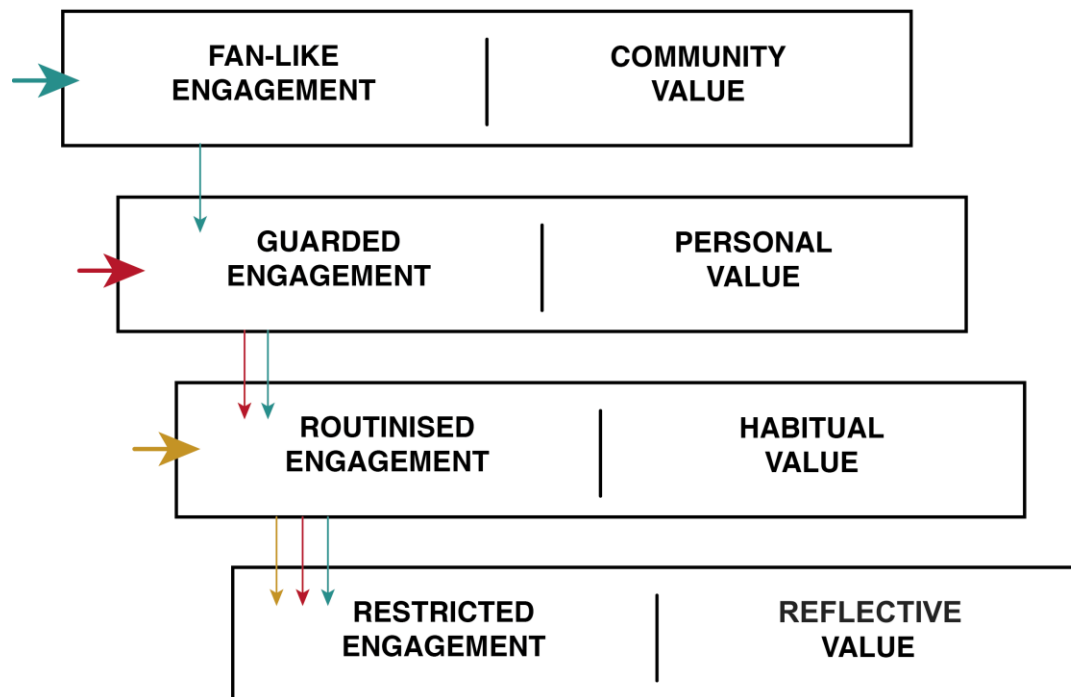 FAN-LIKE
ENGAGEMENT
COMMUNITY
VALUE
GUARDED
ENGAGEMENT
PERSONAL
VALUE
ROUTINISED
ENGAGEMENT
HABITUAL
VALUE
RESTRICTED
ENGAGEMENT
REFLECTIVE
VALUE